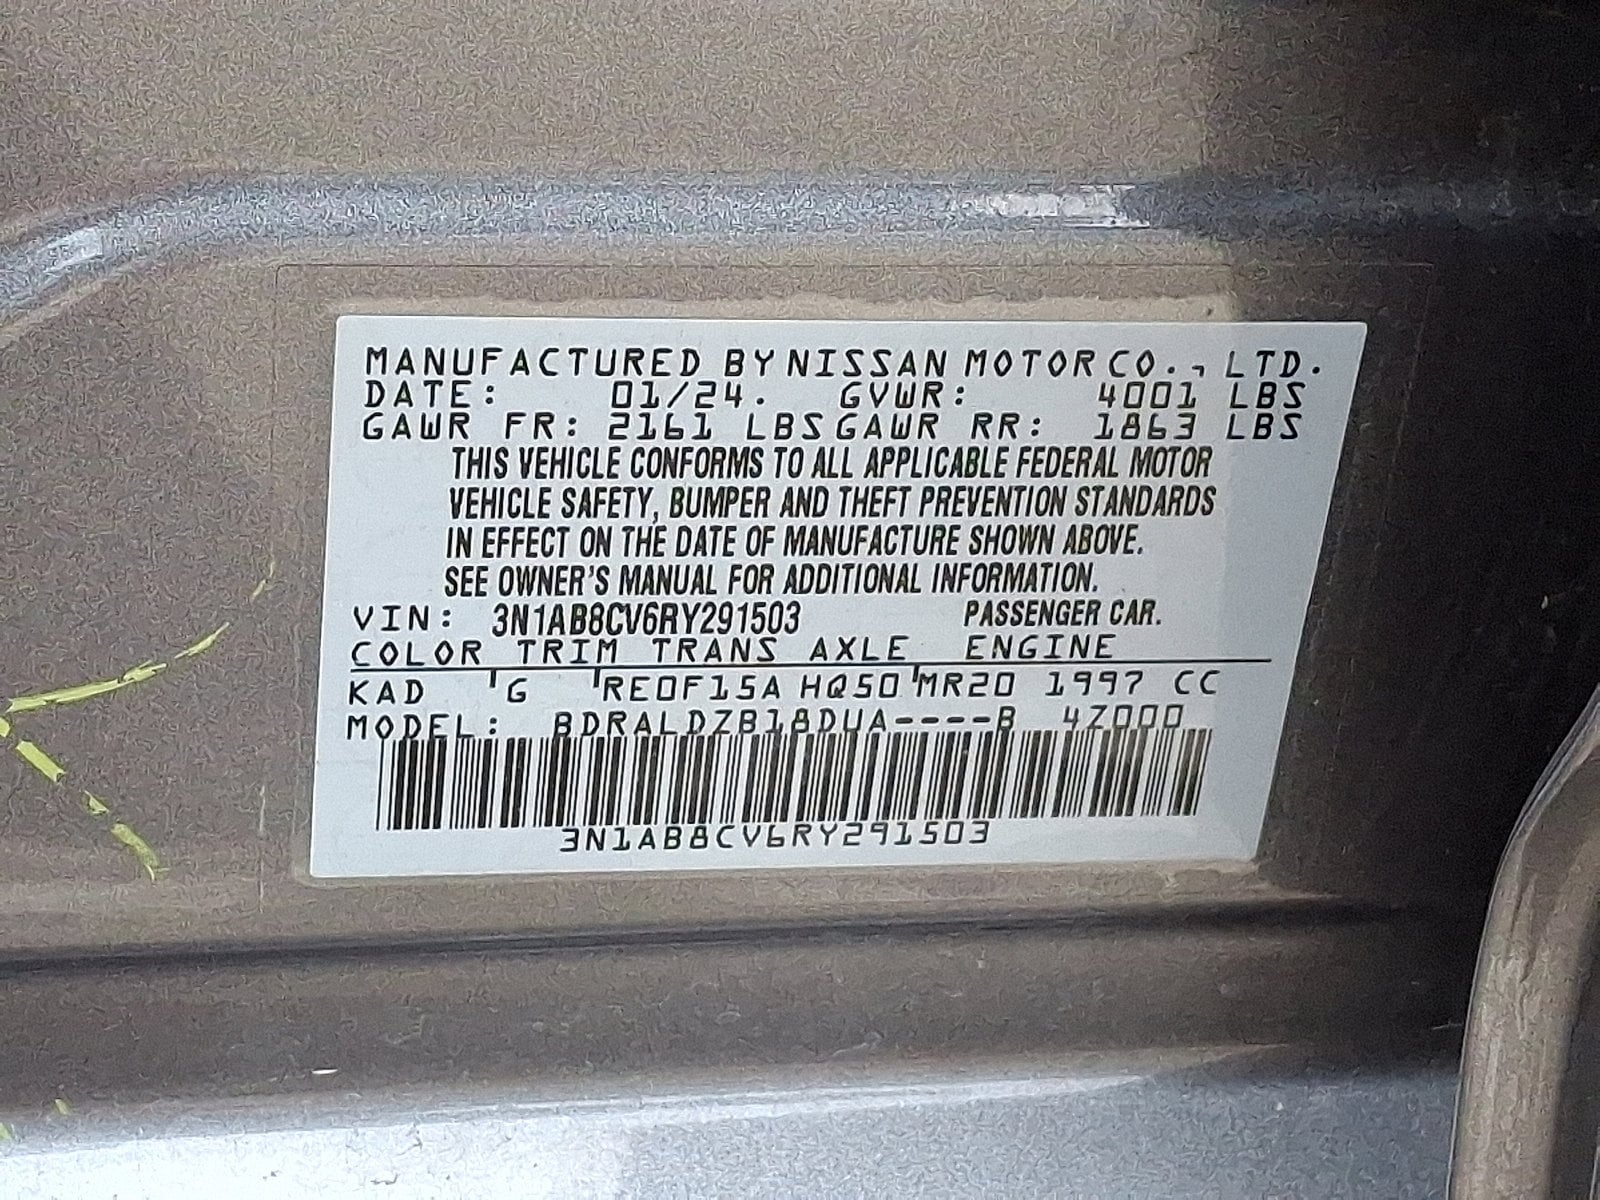 MANUFACTURED BY NISSAN MOTOR CO., LTD.
DATE: 01/24. GVWR: 4001 LBS
GAWR FR: 2161 LBS GAWR RR: 1863 LBS
THIS VEHICLE CONFORMS TO ALL APPLICABLE FEDERAL MOTOR
VEHICLE SAFETY, BUMPER AND THEFT PREVENTION STANDARDS
IN EFFECT ON THE DATE OF MANUFACTURE SHOWN ABOVE.
SEE OWNER'S MANUAL FOR ADDITIONAL INFORMATION.
VIN: 3N1AB8CV6RY291503 PASSENGER CAR.
COLOR TRIM TRANS AXLE ENGINE
KAD G RE0F15A HQ50 MR20 1997 CC
MODEL: BDRALDZB18DUA----B 4Z000
3N1AB8CV6RY291503